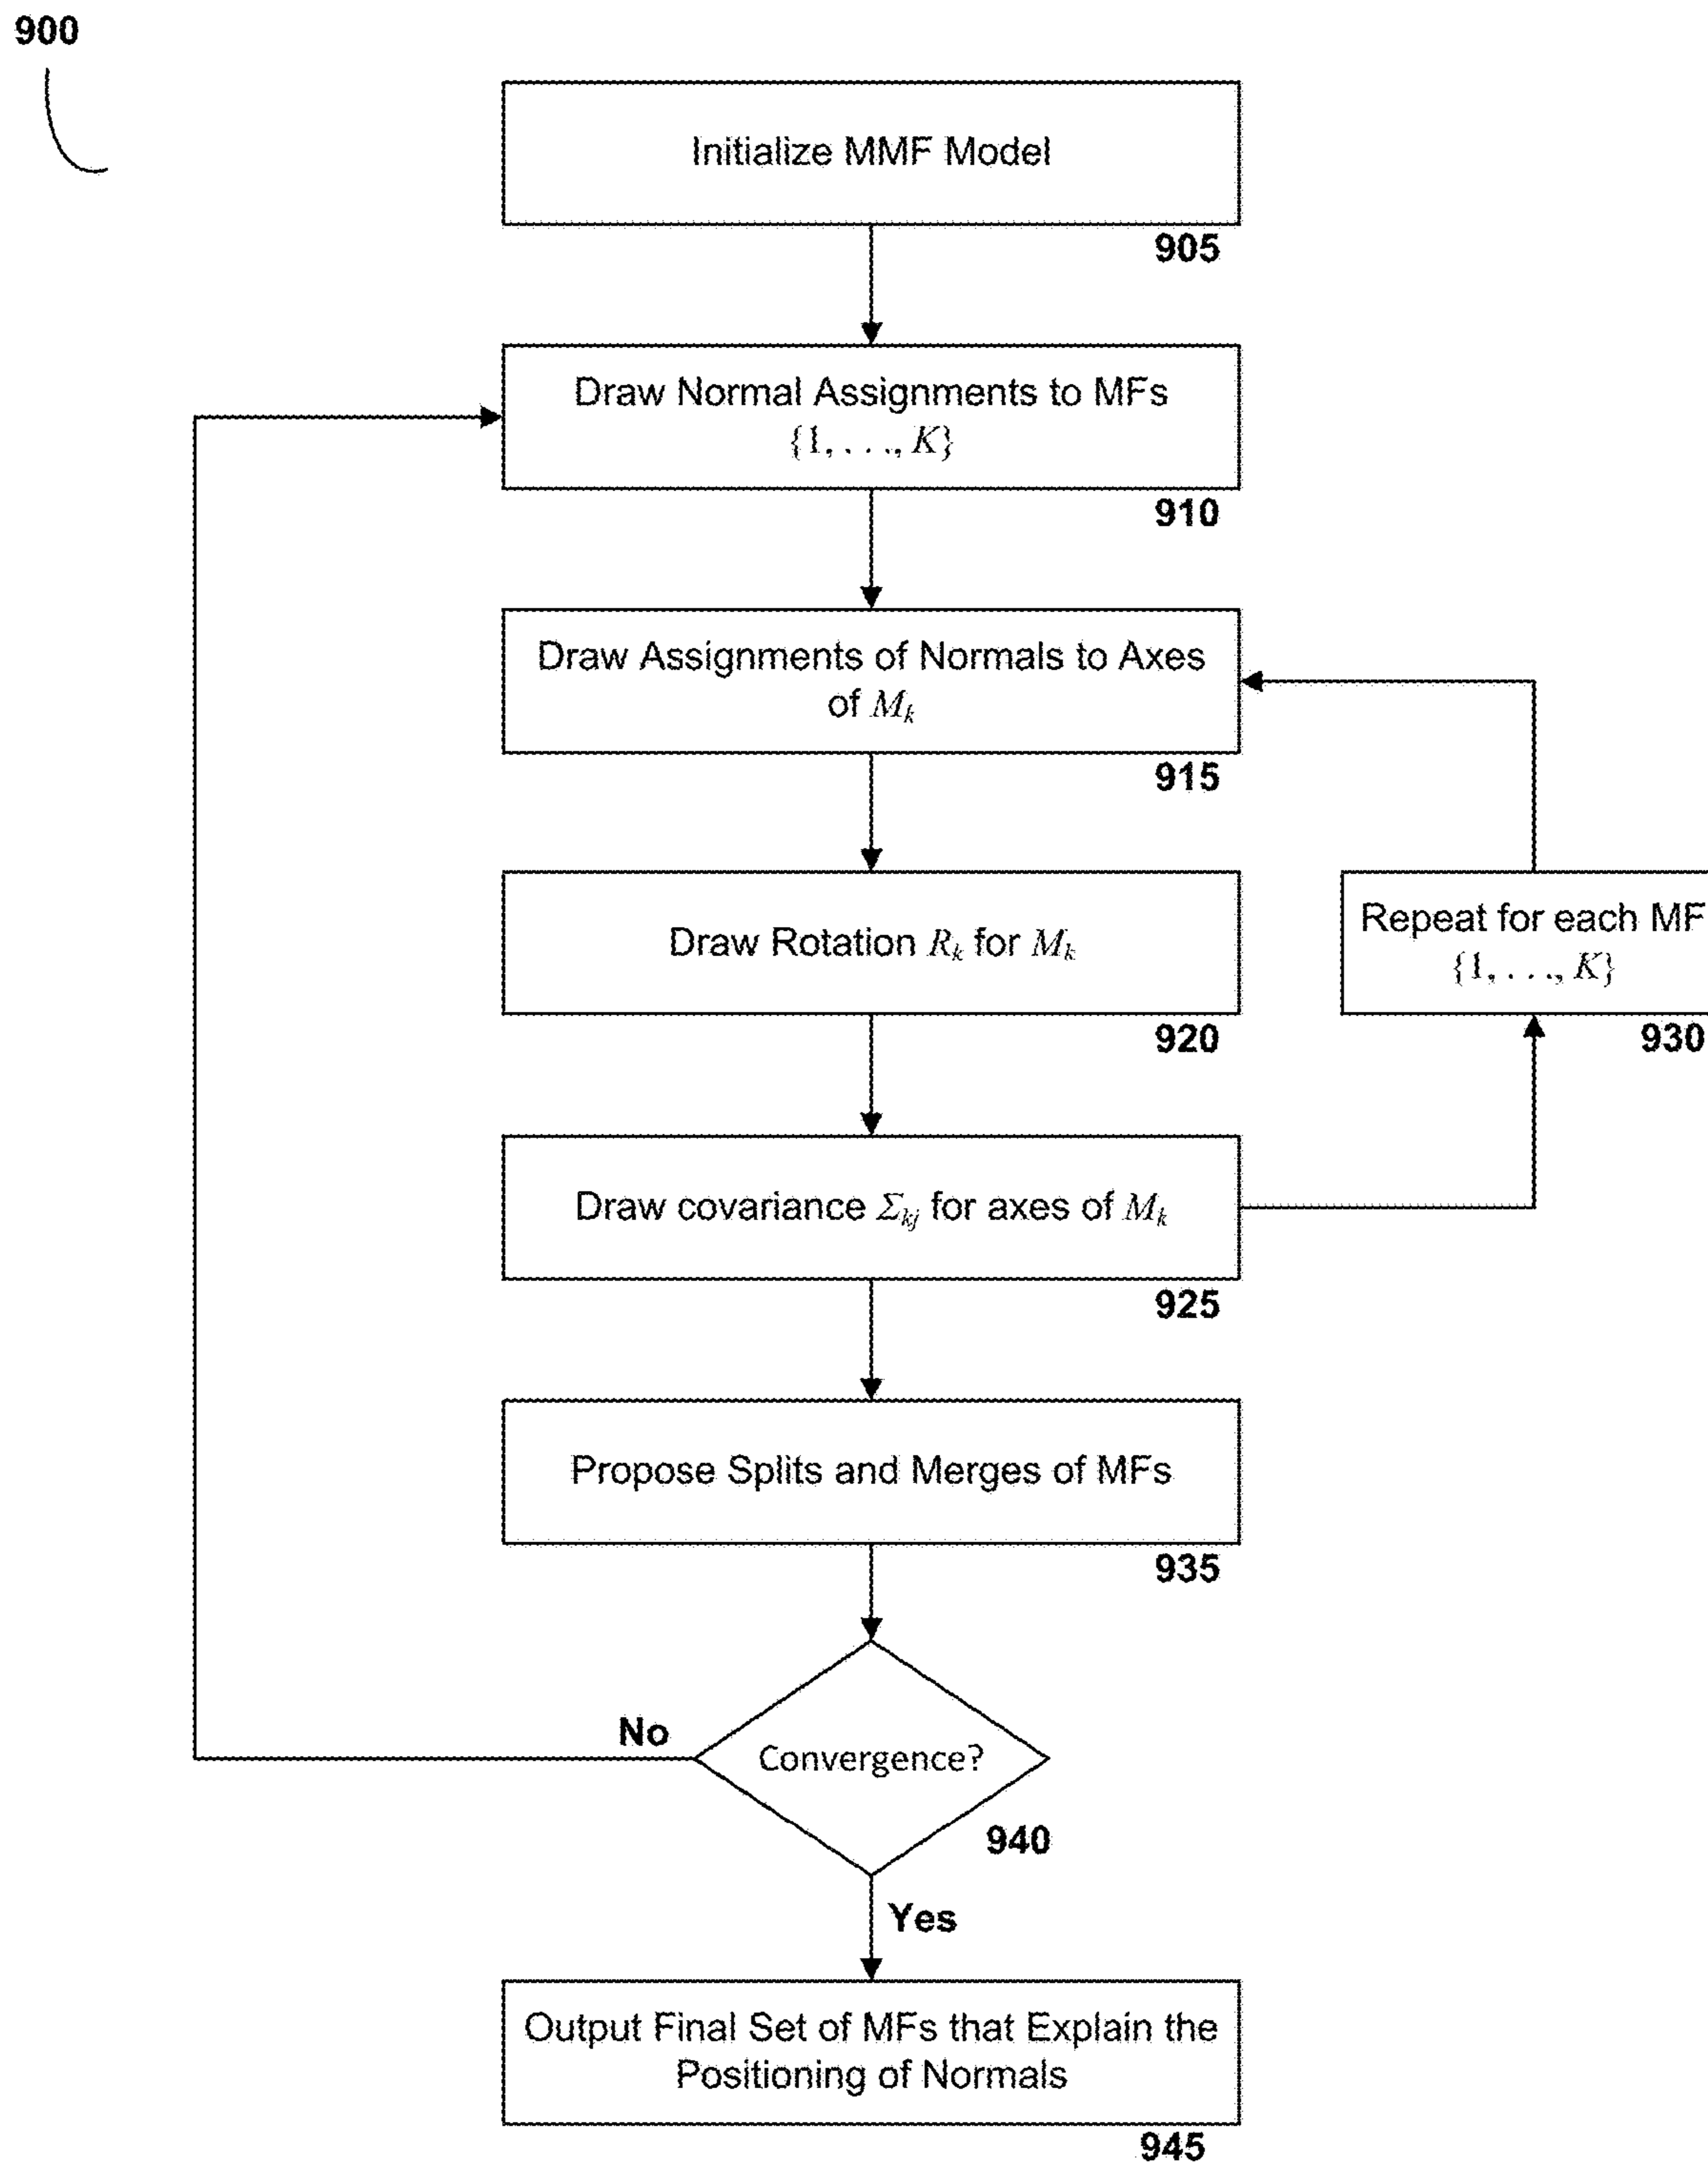 900
Initialize MMF Model
905
Draw Normal Assignments to MFs
{1, . . ., K}
910
Draw Assignments of Normals to Axes
of Mk
915
Draw Rotation Rk for Mk
920
Repeat for each MF
{1, . . ., K}
930
Draw covariance Σkj for axes of Mk
925
Propose Splits and Merges of MFs
935
No
Convergence?
940
Yes
Output Final Set of MFs that Explain the
Positioning of Normals
945